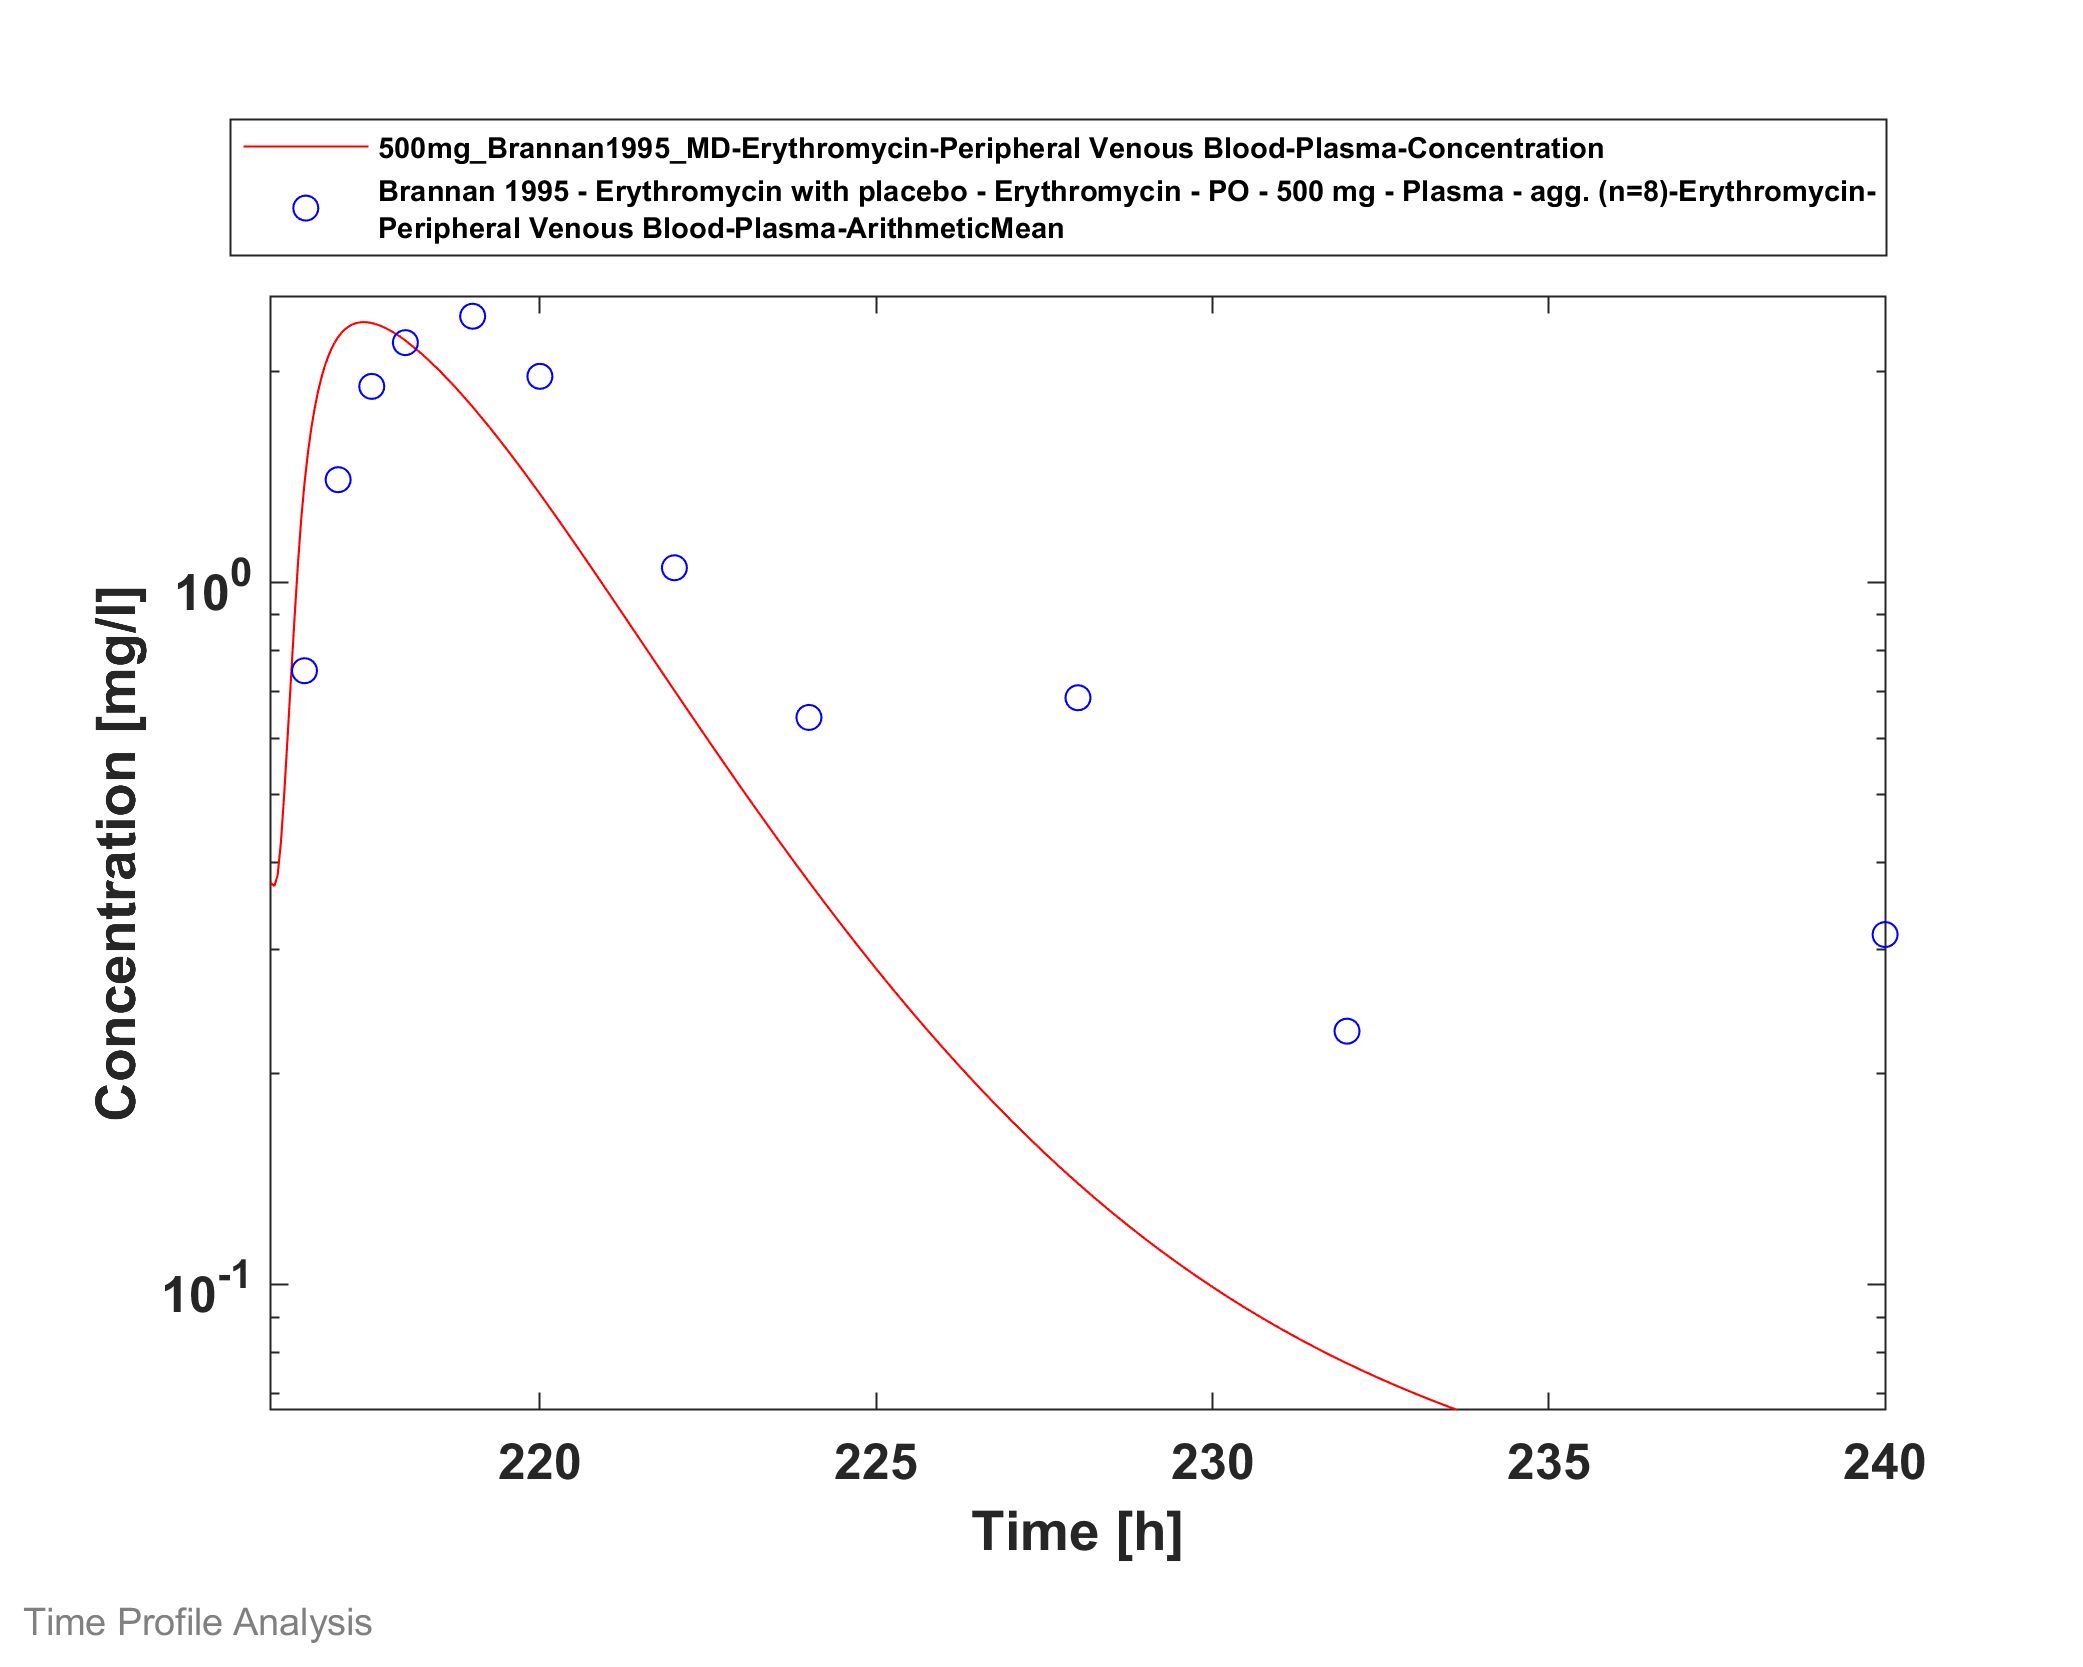 500mg_Brannan1995_MD-Erythromycin-Peripheral Venous Blood-Plasma-Concentration
Brannan 1995 - Erythromycin with placebo - Erythromycin - PO - 500 mg - Plasma - agg. (n=8)-Erythromycin-
Peripheral Venous Blood-Plasma-ArithmeticMean
10^0
10^-1
Concentration [mg/l]
220 225 230 235 240
Time [h]
Time Profile Analysis